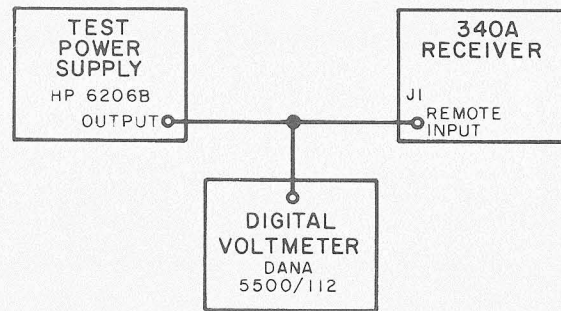 TEST
POWER
SUPPLY
HP 6206B
OUTPUT
340A
RECEIVER
J1
REMOTE
INPUT
DIGITAL
VOLTMETER
DANA
5500/112